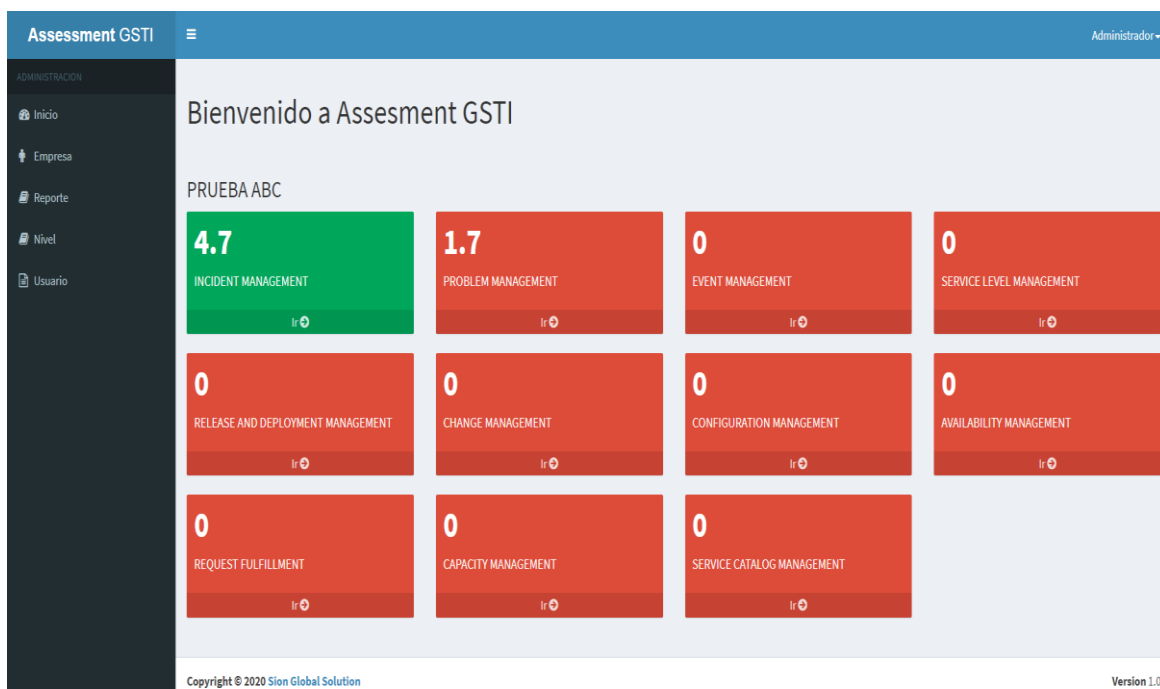 Assessment GSTI
Administrador
ADMINISTRACION
Inicio
Empresa
Reporte
Nivel
Usuario
Bienvenido a Assesment GSTI
PRUEBA ABC
4.7
INCIDENT MANAGEMENT
Ir
1.7
PROBLEM MANAGEMENT
Ir
0
EVENT MANAGEMENT
Ir
0
SERVICE LEVEL MANAGEMENT
Ir
0
RELEASE AND DEPLOYMENT MANAGEMENT
Ir
0
CHANGE MANAGEMENT
Ir
0
CONFIGURATION MANAGEMENT
Ir
0
AVAILABILITY MANAGEMENT
Ir
0
REQUEST FULFILLMENT
Ir
0
CAPACITY MANAGEMENT
Ir
0
SERVICE CATALOG MANAGEMENT
Ir
Copyright © 2020 Sion Global Solution
Version 1.0